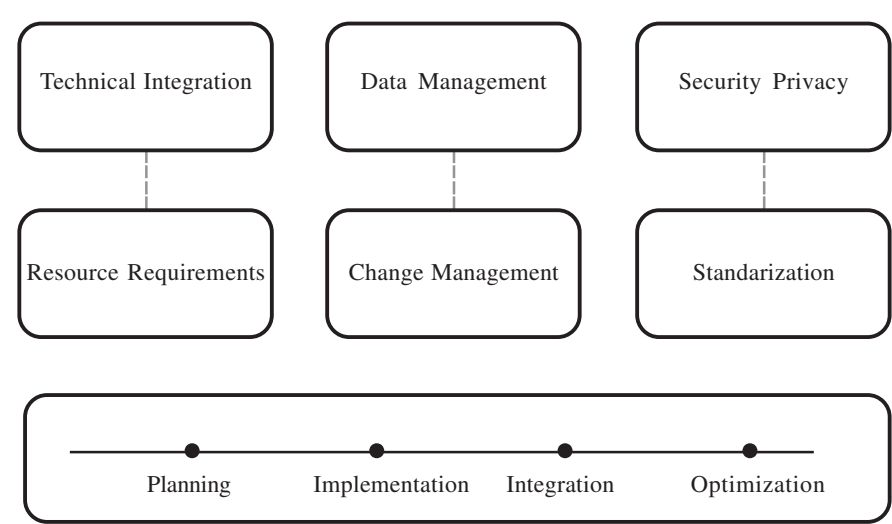 Technical Integration
Data Management
Security Privacy
Resource Requirements
Change Management
Standarization
Planning
Implementation
Integration
Optimization